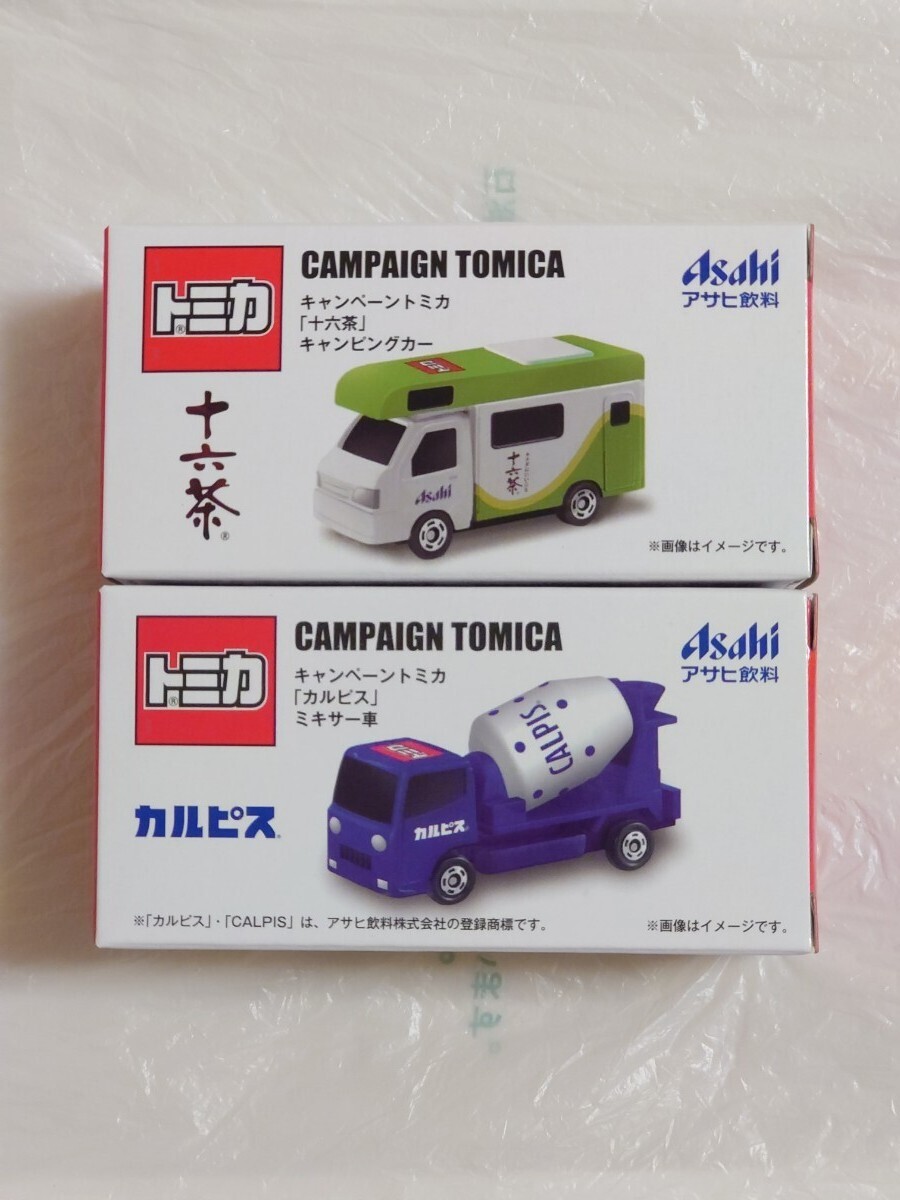 トミカ®
CAMPAIGN TOMICA
キャンペーントミカ
「十六茶」
キャンピングカー
Asahi
アサヒ飲料
十六茶®
トミカ
十六茶
Asahi
※画像はイメージです。
トミカ®
CAMPAIGN TOMICA
キャンペーントミカ
「カルピス」
ミキサー車
Asahi
アサヒ飲料
カルピス®
トミカ
CALPIS
カルピス
※「カルピス」・「CALPIS」は、アサヒ飲料株式会社の登録商標です。
※画像はイメージです。